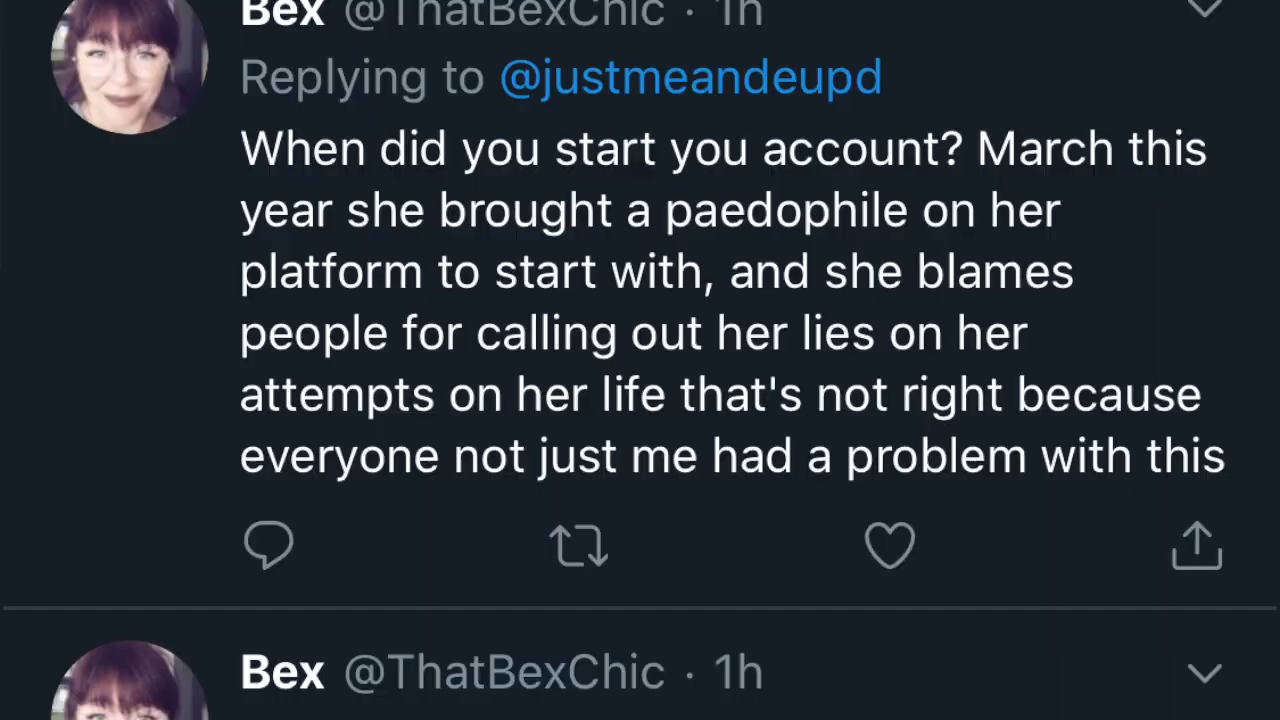 Bex @ThatBexChic · 1h
Replying to @justmeandeupd
When did you start you account? March this
year she brought a paedophile on her
platform to start with, and she blames
people for calling out her lies on her
attempts on her life that's not right because
everyone not just me had a problem with this
Bex @ThatBexChic · 1h